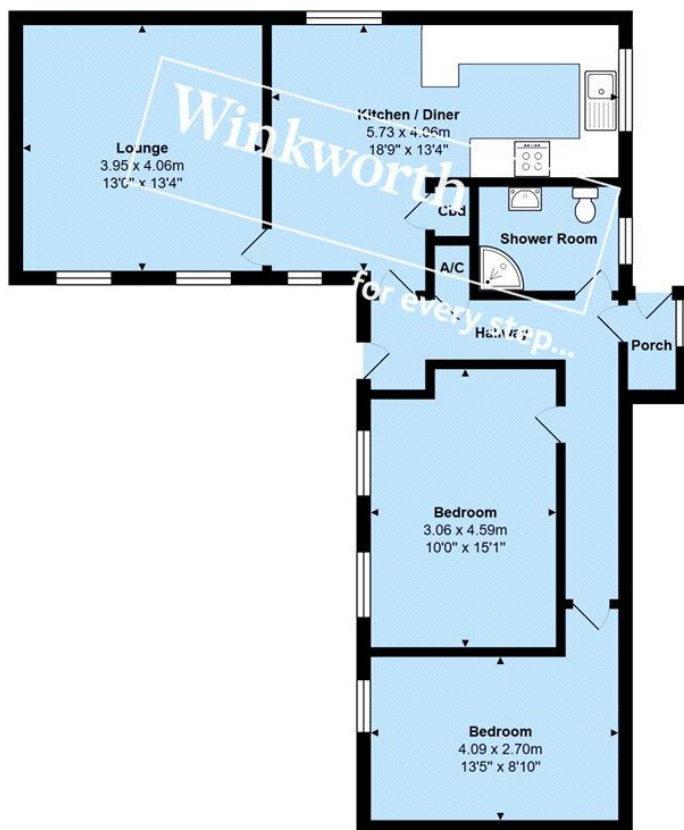 Lounge
3.95 x 4.06m
13'0" x 13'4"
Kitchen / Diner
5.73 x 4.06m
18'9" x 13'4"
Winkworth
for every step...
Cbd
Shower Room
A/C
Hallway
Porch
Bedroom
3.06 x 4.59m
10'0" x 15'1"
Bedroom
4.09 x 2.70m
13'5" x 8'10"